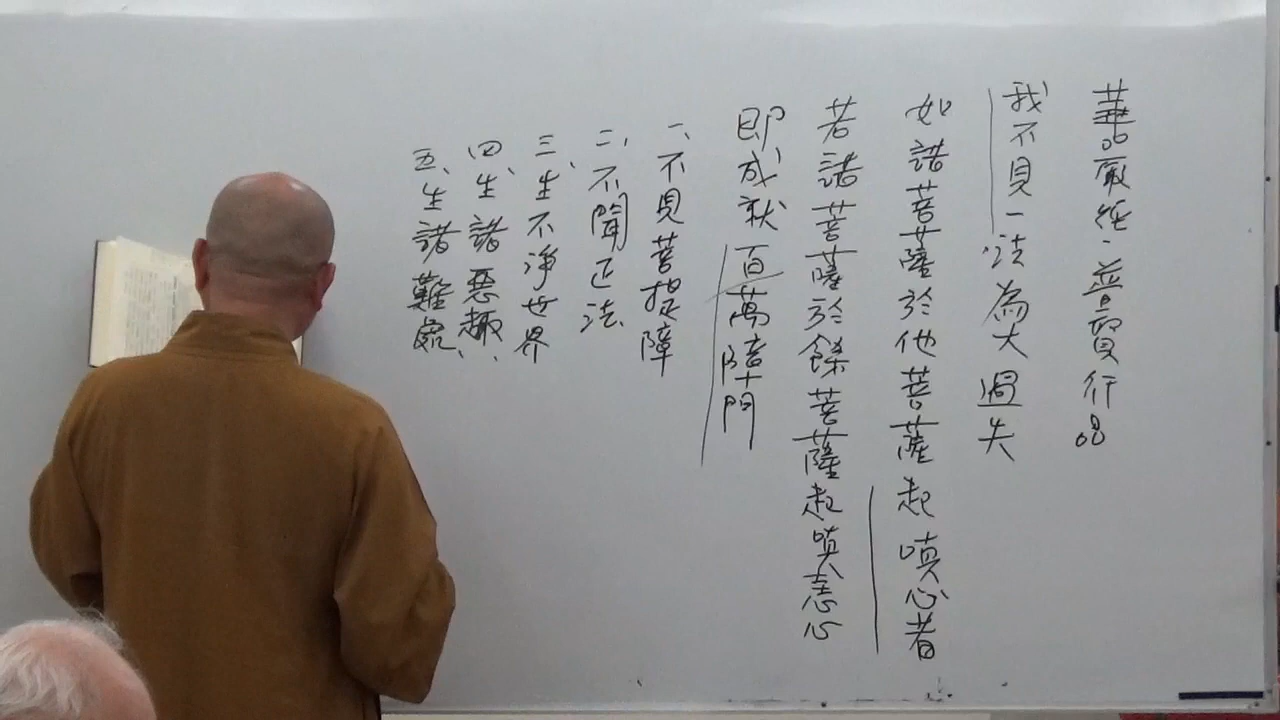 華嚴經·普賢行品
我不見一法為大過失
如諸菩薩於他菩薩起嗔心者
若諸菩薩於餘菩薩起嗔恚心
即成就百萬障門
一、不見菩提障
二、不聞正法
三、生不淨世界
四、生諸惡趣、
五、生諸難處、